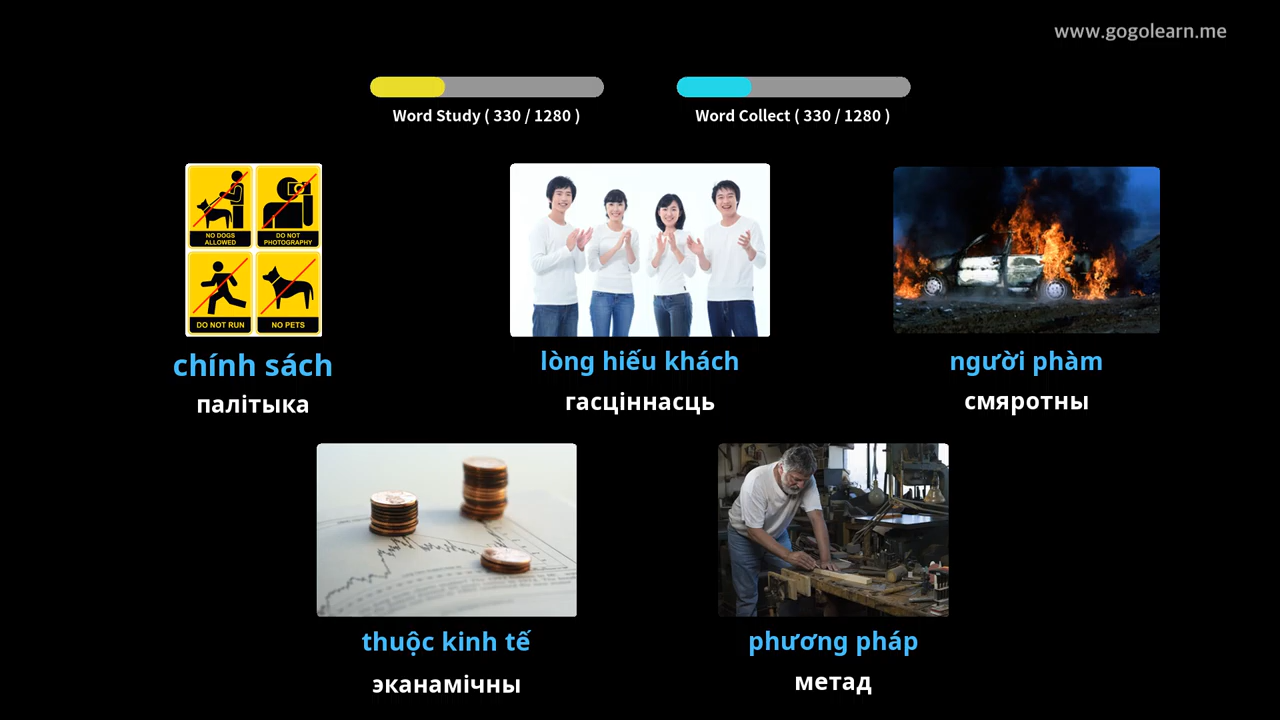 www.gogolearn.me
Word Study ( 330 / 1280 )
Word Collect ( 330 / 1280 )
NO DOGS
ALLOWED
DO NOT
PHOTOGRAPHY
DO NOT RUN
NO PETS
chính sách
палітыка
lòng hiếu khách
гасціннасць
người phàm
смяротны
thuộc kinh tế
эканамічны
phương pháp
метад